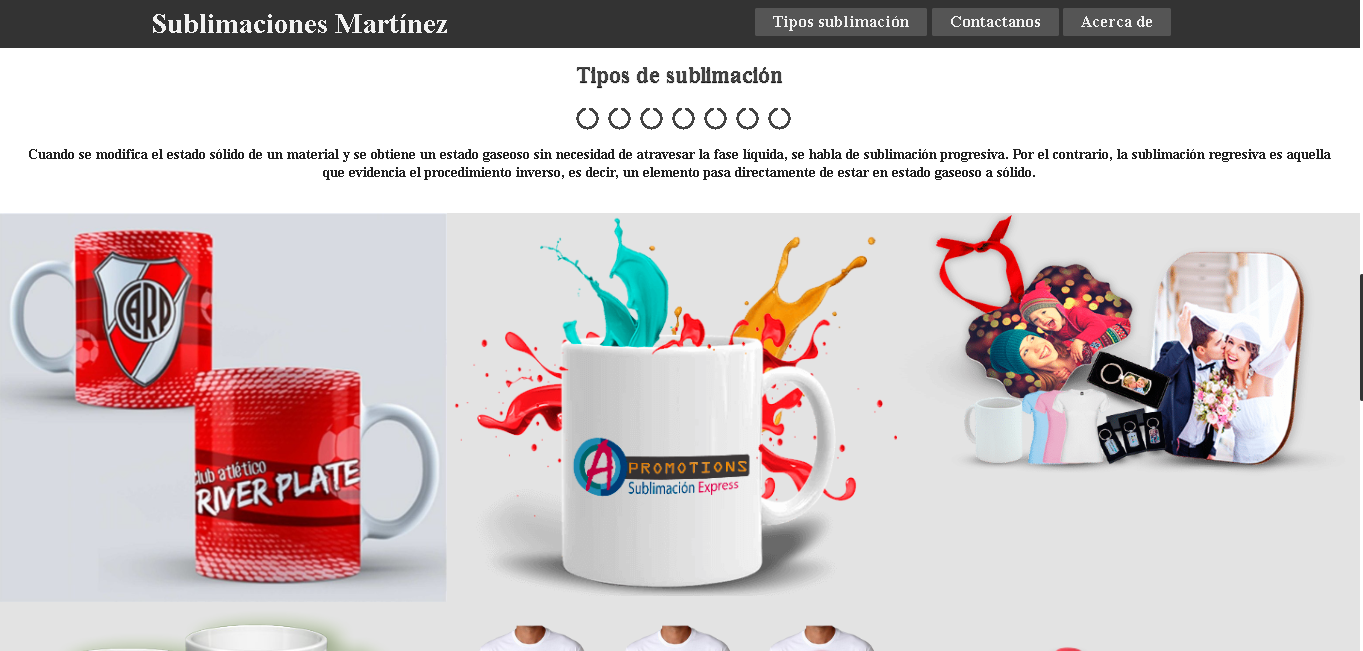 Sublimaciones Martínez
Tipos sublimación
Contactanos
Acerca de
Tipos de sublimación
Cuando se modifica el estado sólido de un material y se obtiene un estado gaseoso sin necesidad de atravesar la fase líquida, se habla de sublimación progresiva. Por el contrario, la sublimación regresiva es aquella
que evidencia el procedimiento inverso, es decir, un elemento pasa directamente de estar en estado gaseoso a sólido.
CARP
club atlético
RIVER PLATE
A PROMOTIONS
Sublimación Express